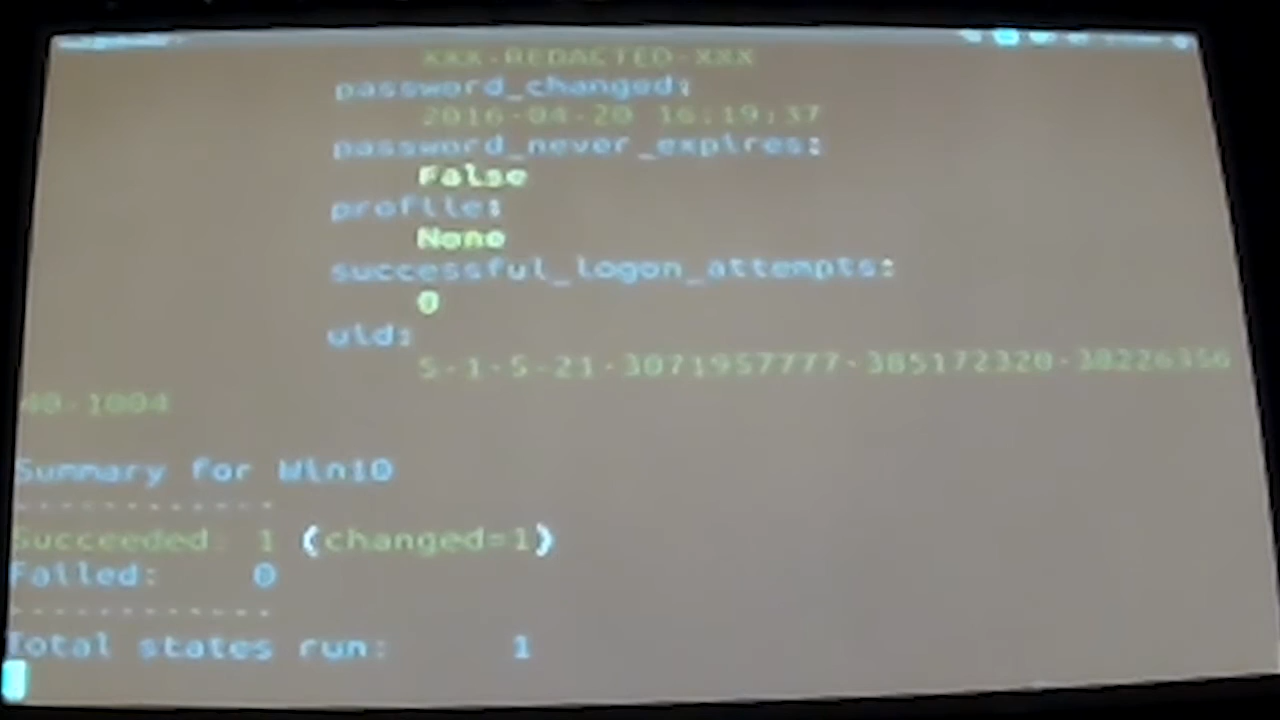 XXX-REDACTED-XXX
password_changed:
2016-04-20 16:19:37
password_never_expires:
False
profile:
None
successful_logon_attempts:
0
uid:
S-1-5-21-3071957777-385172320-38226356
40-1004
Summary for Win10
------------
Succeeded: 1 (changed=1)
Failed: 0
------------
Total states run: 1